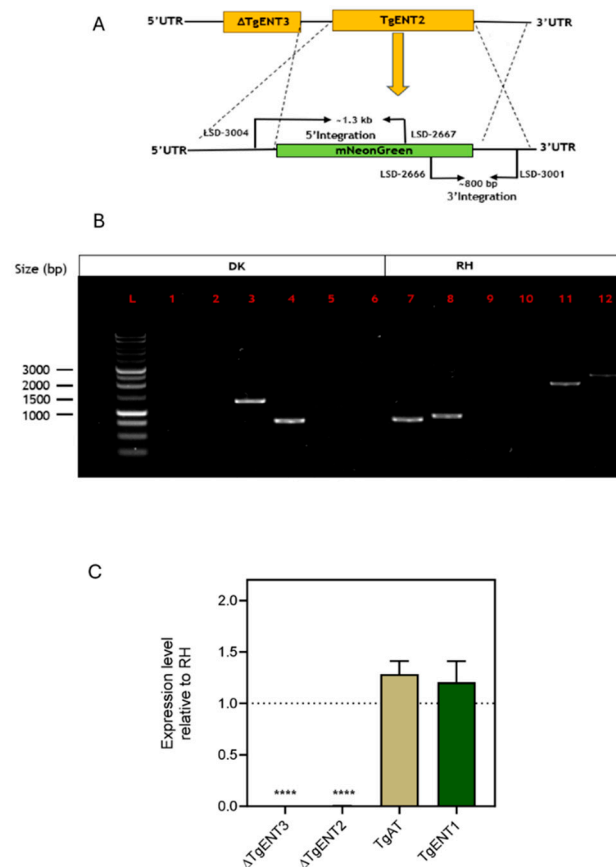 A
5'UTR
ΔTgENT3
TgENT2
3'UTR
LSD-3004
~1.3 kb
5'Integration
LSD-2667
5'UTR
mNeonGreen
3'UTR
LSD-2666
~800 bp
3'Integration
LSD-3001
B
Size (bp)
DK
RH
L 1 2 3 4 5 6 7 8 9 10 11 12
3000
2000
1500
1000
C
Expression level
relative to RH
2.0
1.5
1.0
0.5
0.0
**** ****
ΔTgENT3
ΔTgENT2
TgAT
TgENT1